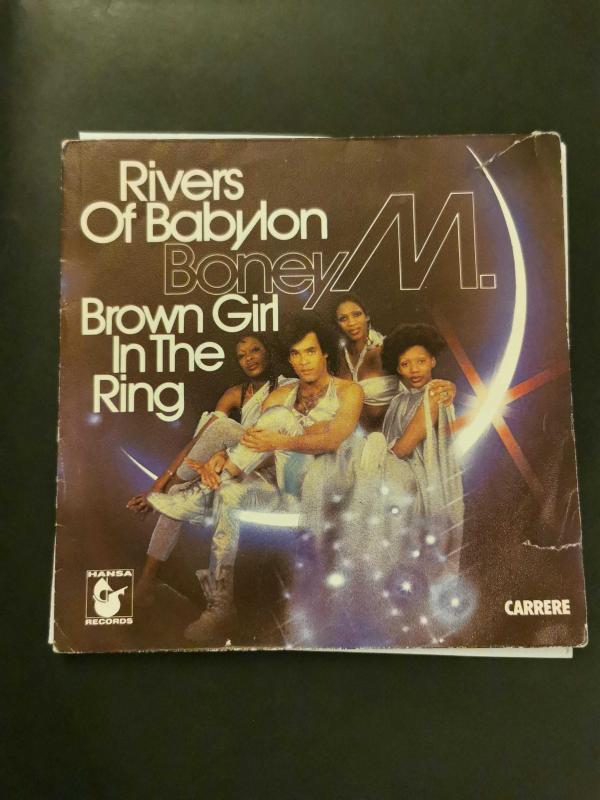 Rivers
Of Babylon
Boney M.
Brown Girl
In The
Ring
HANSA
RECORDS
CARRERE